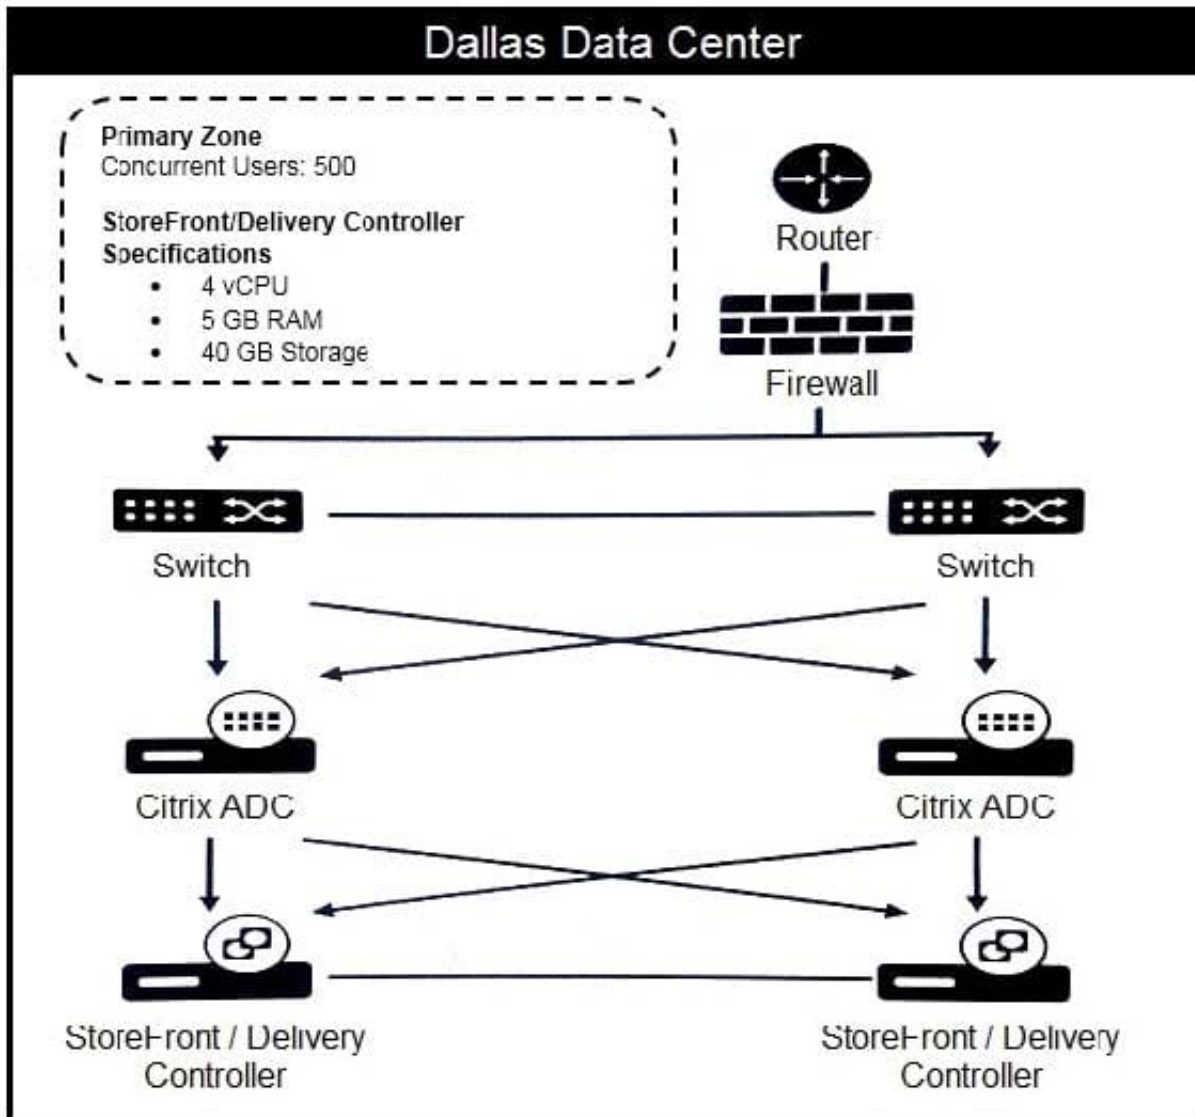 Dallas Data Center
Primary Zone
Concurrent Users: 500
StoreFront/Delivery Controller
Specifications
• 4 vCPU
• 5 GB RAM
• 40 GB Storage
Router
Firewall
Switch
Switch
Citrix ADC
Citrix ADC
StoreFront / Delivery
Controller
StoreFront / Delivery
Controller